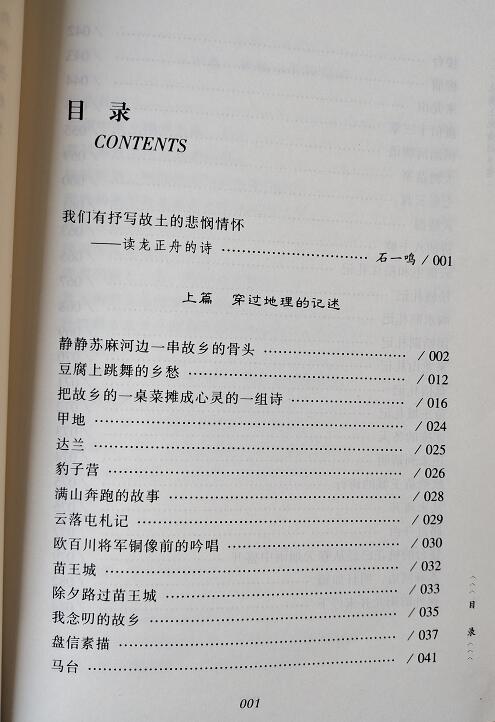 目 录
CONTENTS
我们有抒写故土的悲悯情怀
——读龙正舟的诗 ……………………………… 石一鸣/001
上篇 穿过地理的记述
静静苏麻河边一串故乡的骨头 ……………………… /002
豆腐上跳舞的乡愁 ……………………………… /012
把故乡的一桌菜摊成心灵的一组诗 ………………… /016
甲地 ……………………………………………… /024
达兰 ……………………………………………… /025
豹子营 …………………………………………… /026
满山奔跑的故事 ………………………………… /028
云落屯札记 ……………………………………… /029
欧百川将军铜像前的吟唱 ……………………… /030
苗王城 …………………………………………… /032
除夕路过苗王城 ………………………………… /033
我念叨的故乡 …………………………………… /035
盘信素描 ………………………………………… /037
马台 ……………………………………………… /041
目 录
001